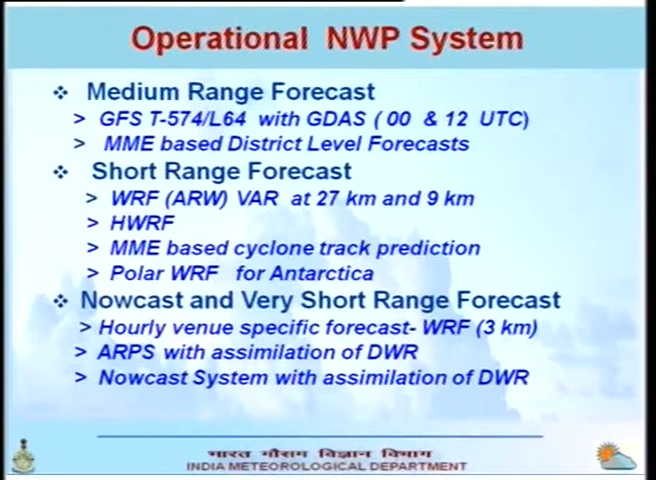 Operational NWP System
❖ Medium Range Forecast
> GFS T-574/L64 with GDAS ( 00 & 12 UTC)
> MME based District Level Forecasts
❖ Short Range Forecast
> WRF (ARW) VAR at 27 km and 9 km
> HWRF
> MME based cyclone track prediction
> Polar WRF for Antarctica
❖ Nowcast and Very Short Range Forecast
> Hourly venue specific forecast- WRF (3 km)
> ARPS with assimilation of DWR
> Nowcast System with assimilation of DWR
भारत मौसम विज्ञान विभाग
INDIA METEOROLOGICAL DEPARTMENT